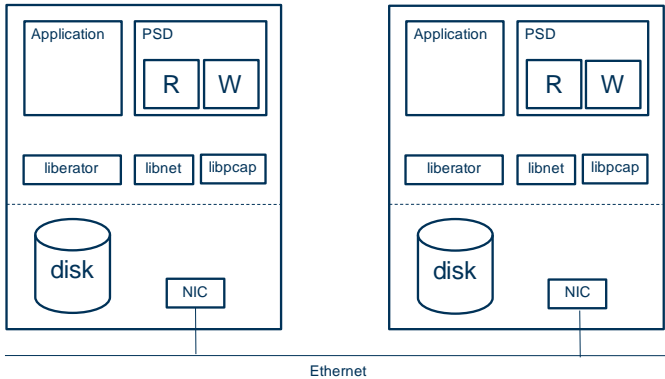 Application
PSD
R
W
liberator
libnet
libpcap
disk
NIC
Application
PSD
R
W
liberator
libnet
libpcap
disk
NIC
Ethernet